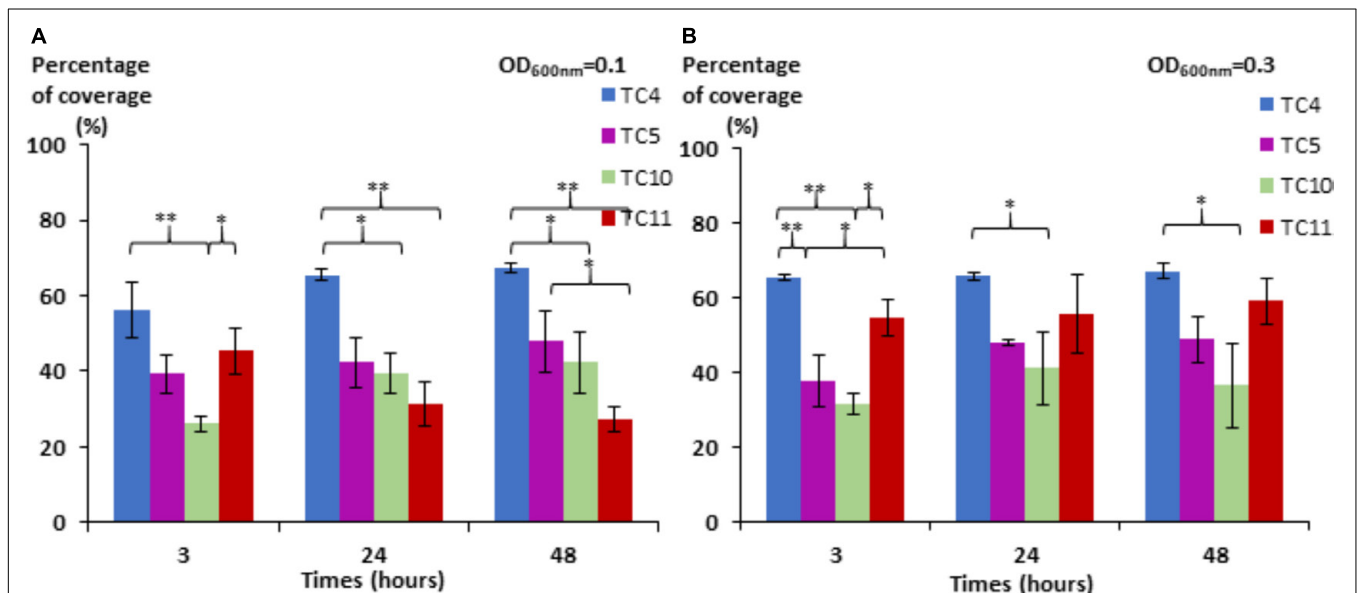 A
Percentage
of coverage
(%)
OD600nm=0.1
TC4
TC5
TC10
TC11
100
80
60
40
20
0
** *
** *
** * *
3 24 48
Times (hours)
B
Percentage
of coverage
(%)
OD600nm=0.3
TC4
TC5
TC10
TC11
100
80
60
40
20
0
** *
** *
*
*
3 24 48
Times (hours)